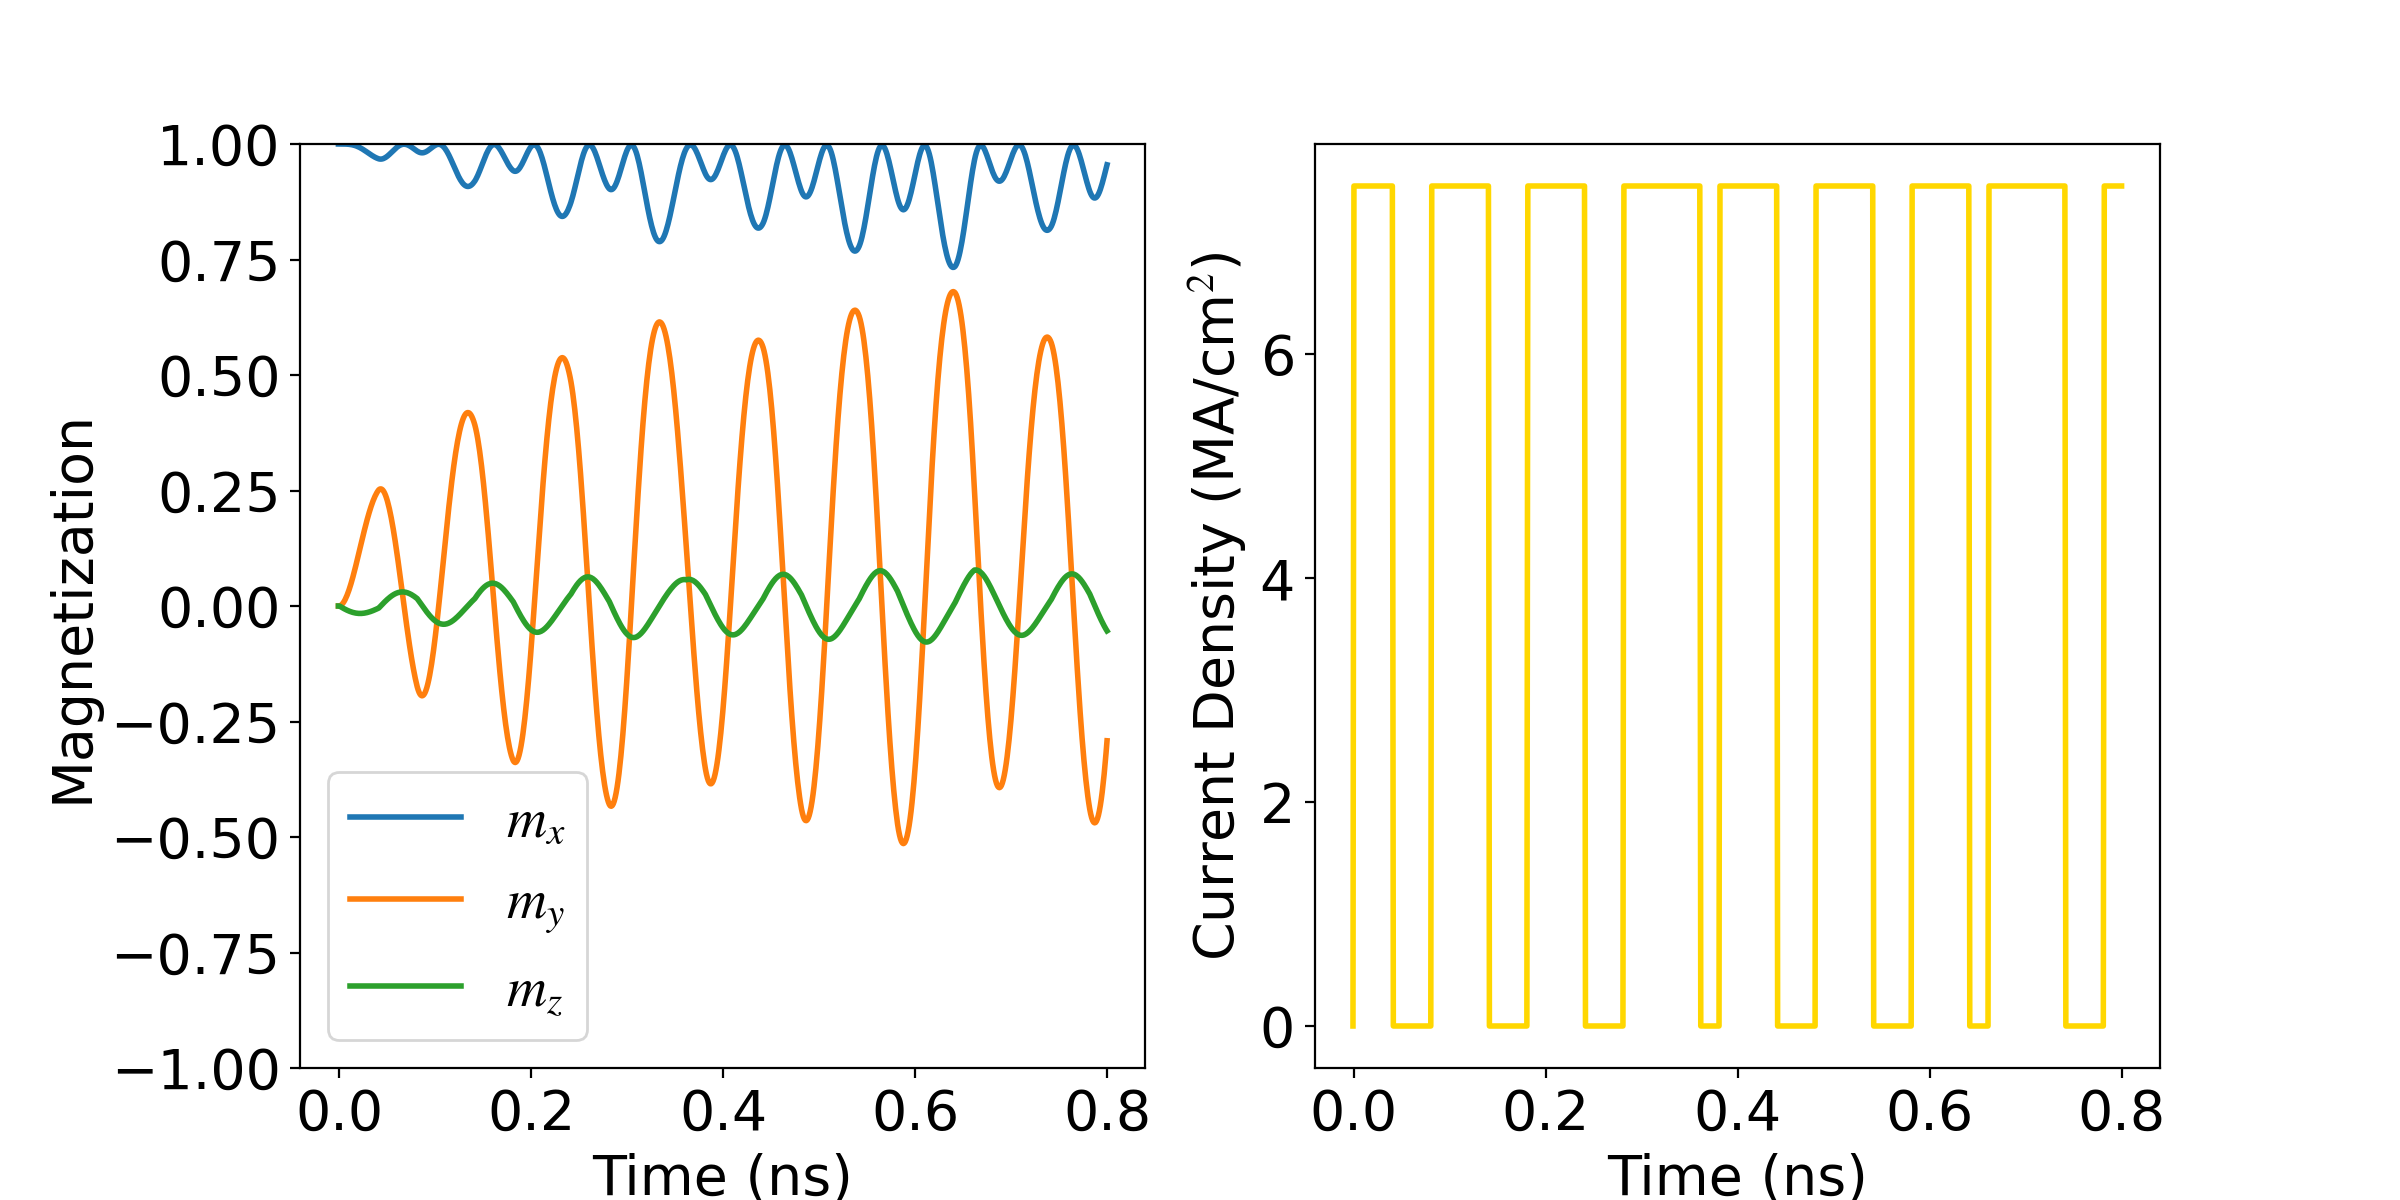 Magnetization
1.00
0.75
0.50
0.25
0.00
−0.25
−0.50
−0.75
−1.00
m_x
m_y
m_z
0.0 0.2 0.4 0.6 0.8
Time (ns)
Current Density (MA/cm²)
6
4
2
0
0.0 0.2 0.4 0.6 0.8
Time (ns)